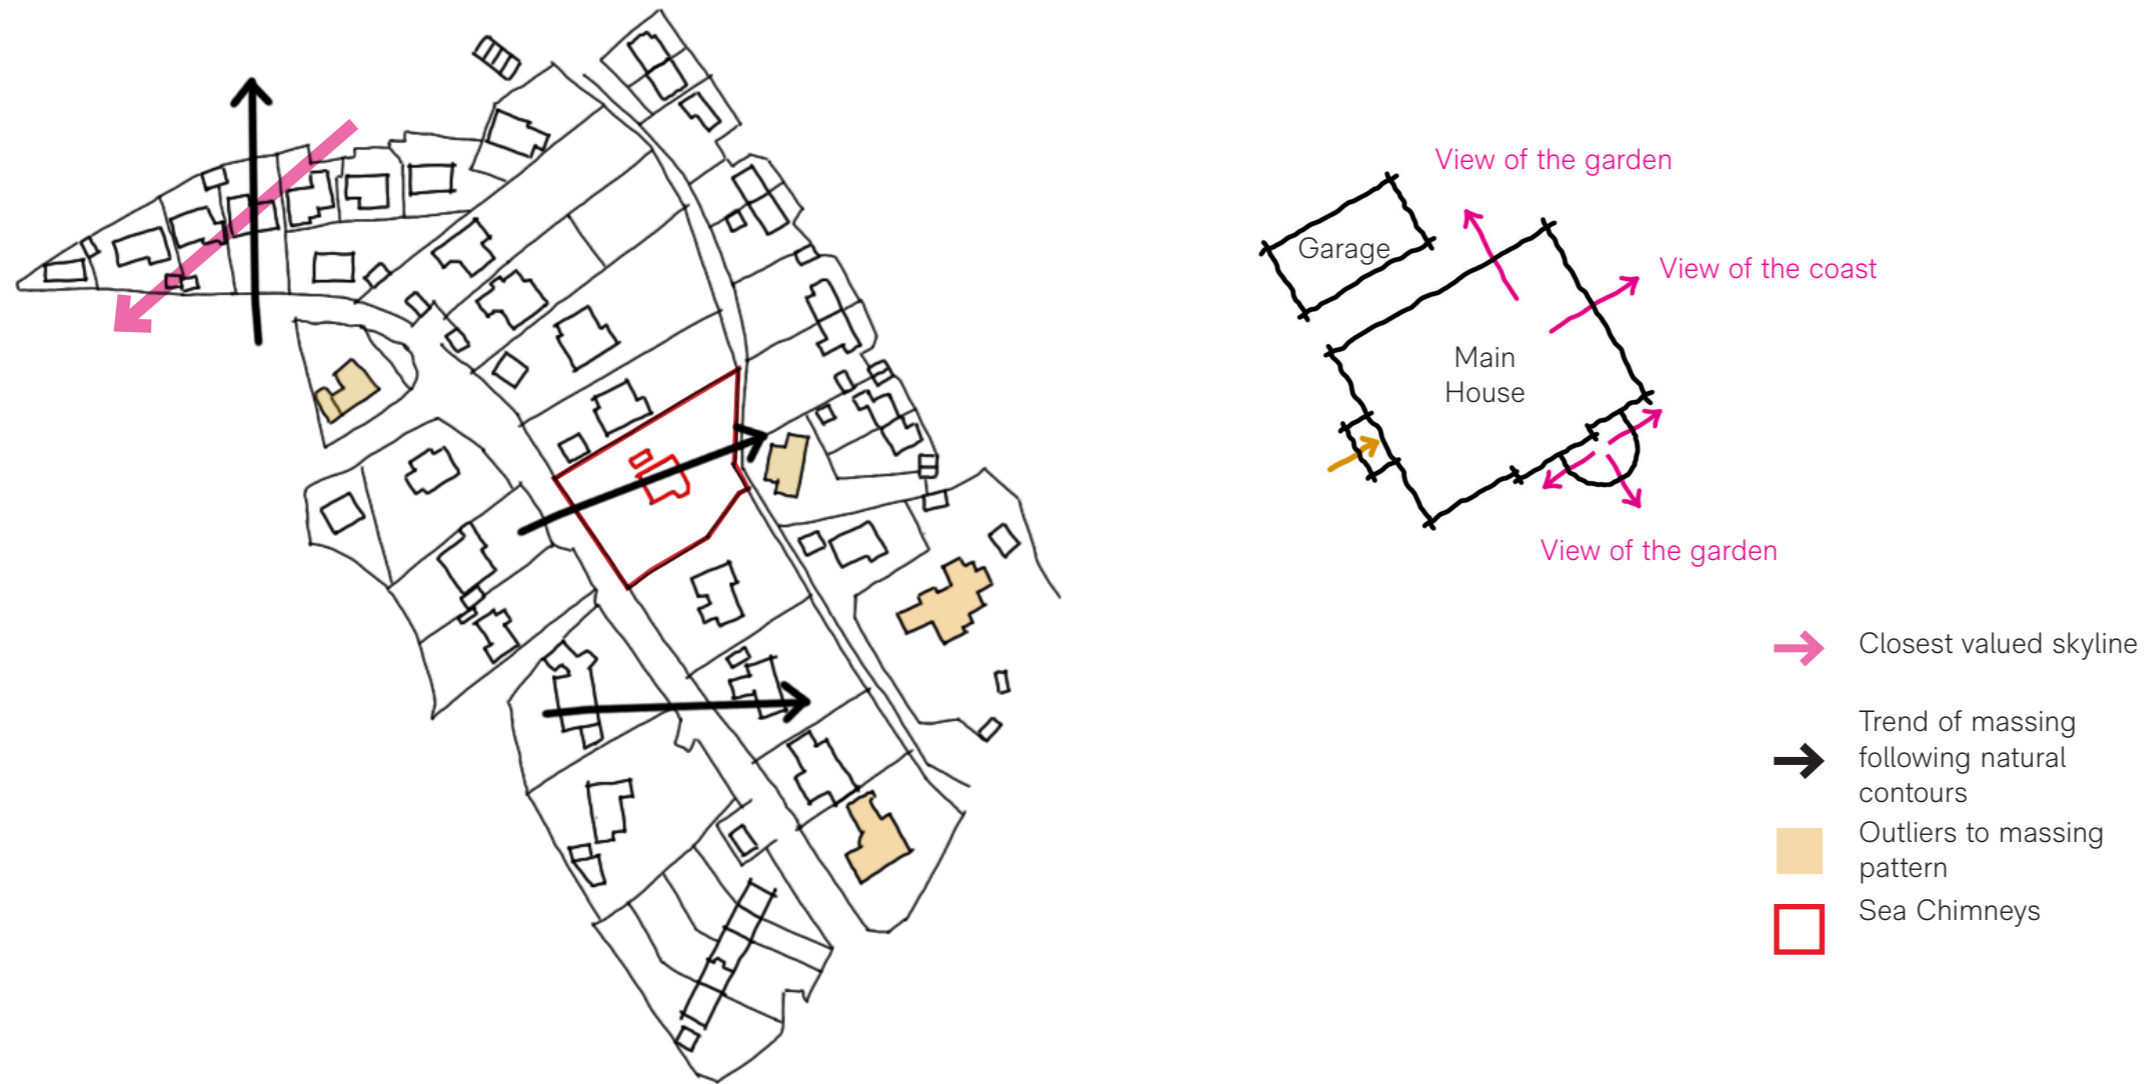 View of the garden
View of the coast
Garage
Main
House
View of the garden
Closest valued skyline
Trend of massing
following natural
contours
Outliers to massing
pattern
Sea Chimneys